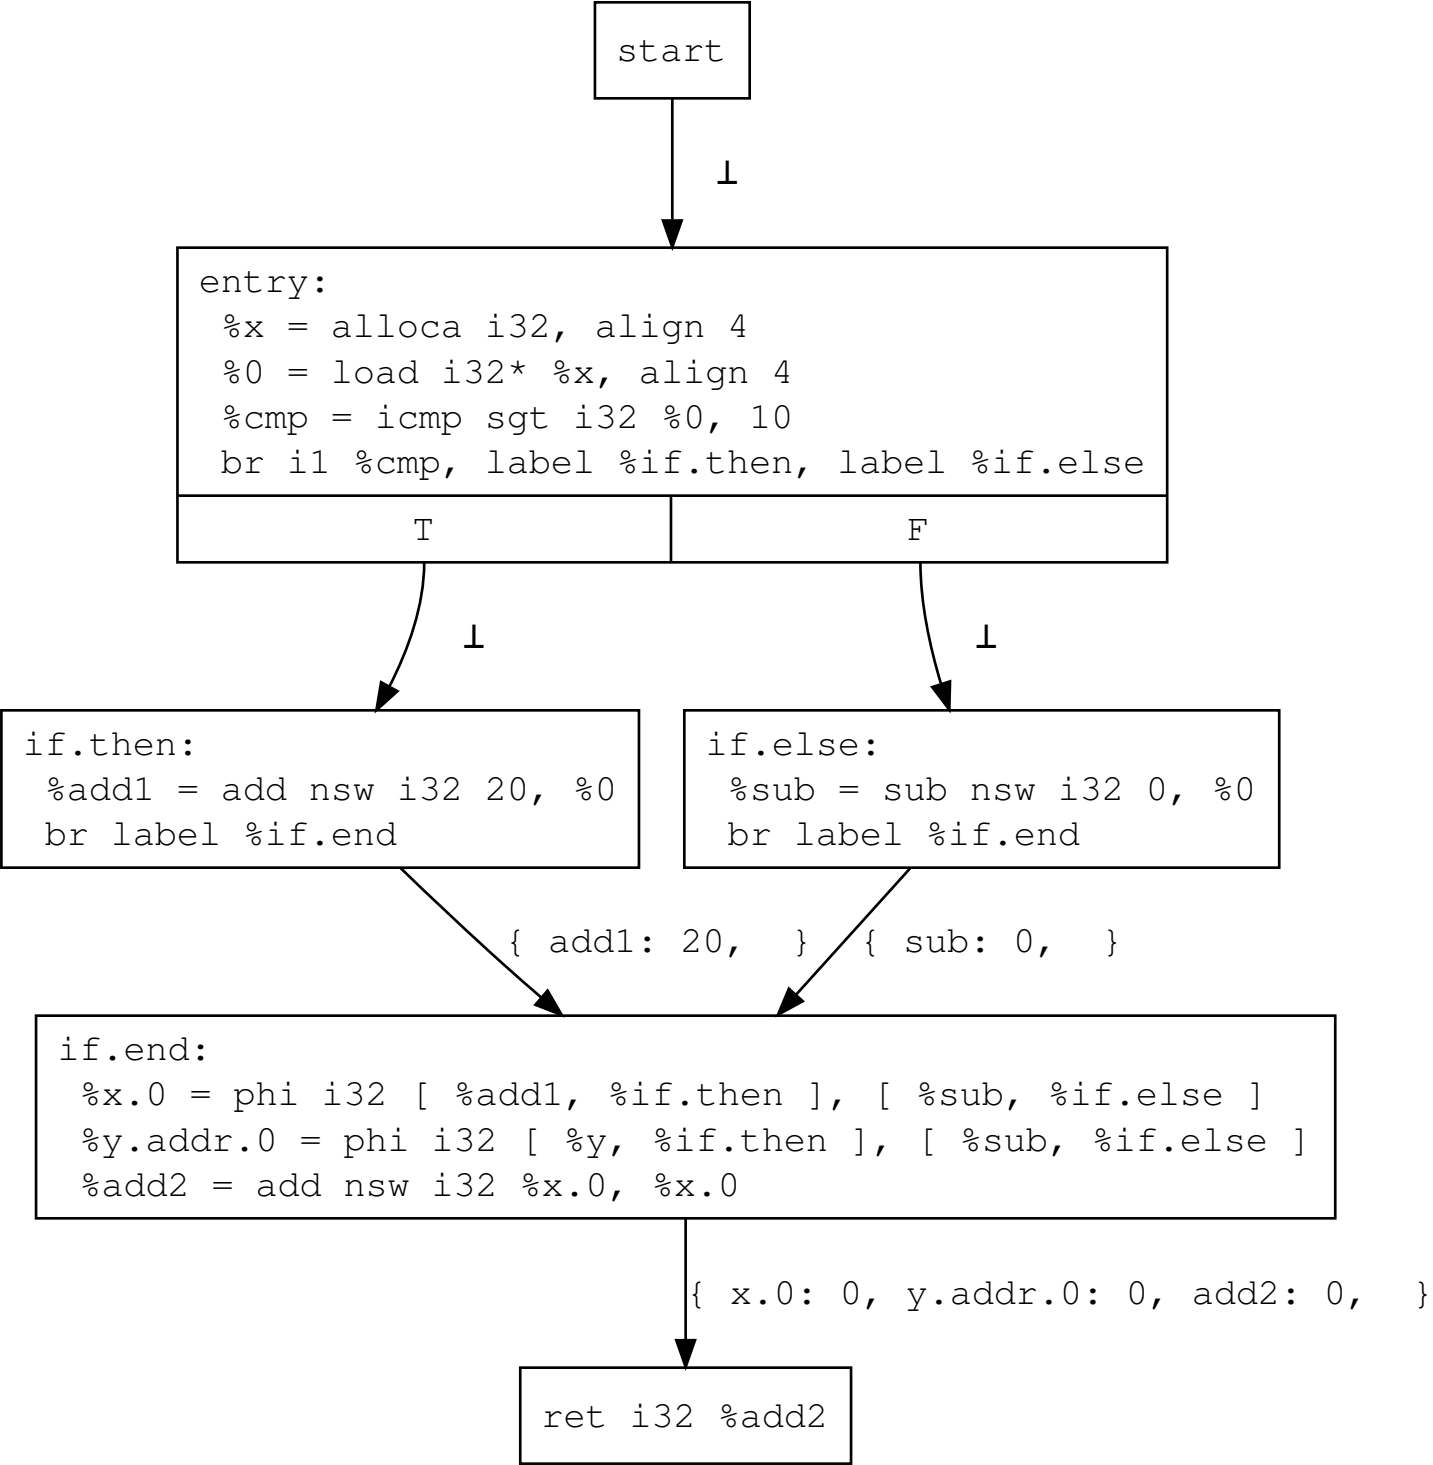 start
⊥
entry:
%x = alloca i32, align 4
%0 = load i32* %x, align 4
%cmp = icmp sgt i32 %0, 10
br i1 %cmp, label %if.then, label %if.else
T
F
⊥
⊥
if.then:
%add1 = add nsw i32 20, %0
br label %if.end
if.else:
%sub = sub nsw i32 0, %0
br label %if.end
{ add1: 20,  }
{ sub: 0,  }
if.end:
%x.0 = phi i32 [ %add1, %if.then ], [ %sub, %if.else ]
%y.addr.0 = phi i32 [ %y, %if.then ], [ %sub, %if.else ]
%add2 = add nsw i32 %x.0, %x.0
{ x.0: 0, y.addr.0: 0, add2: 0,  }
ret i32 %add2